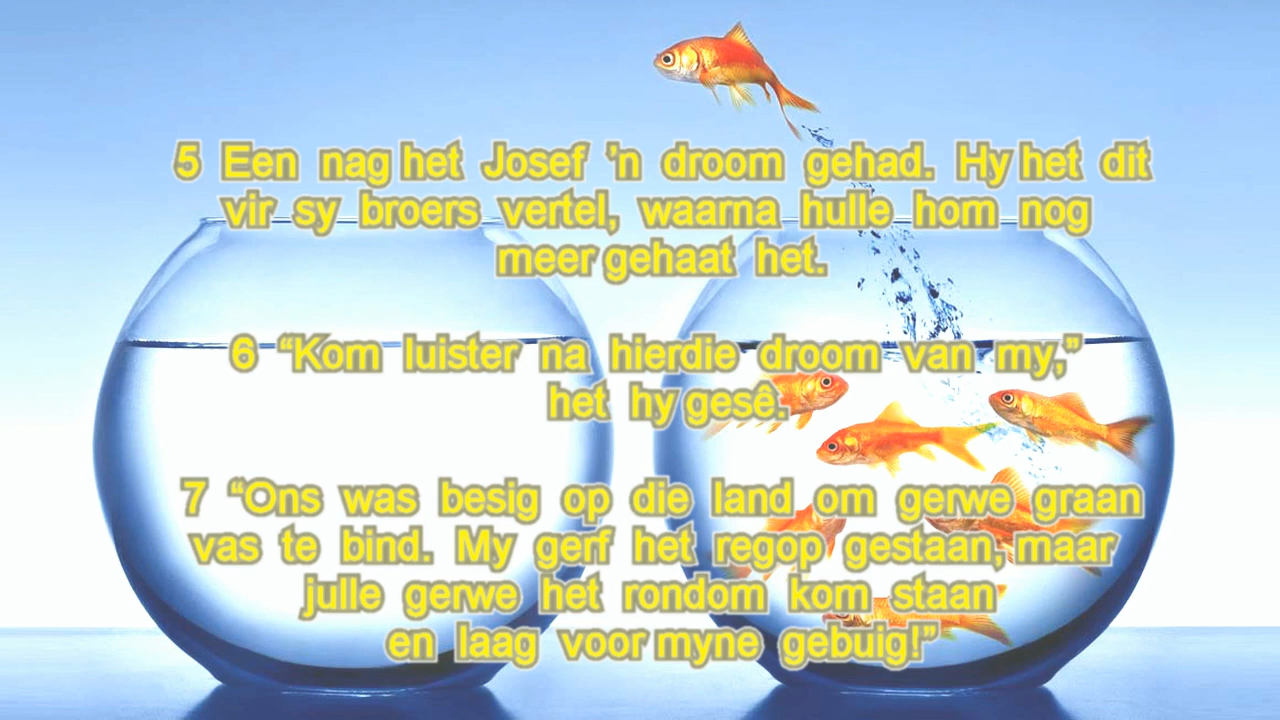 5 Een nag het Josef ’n droom gehad. Hy het dit
vir sy broers vertel, waarna hulle hom nog
meer gehaat het.
6 “Kom luister na hierdie droom van my,”
het hy gesê.
7 “Ons was besig op die land om gerwe graan
vas te bind. My gerf het regop gestaan, maar
julle gerwe het rondom kom staan
en laag voor myne gebuig!”